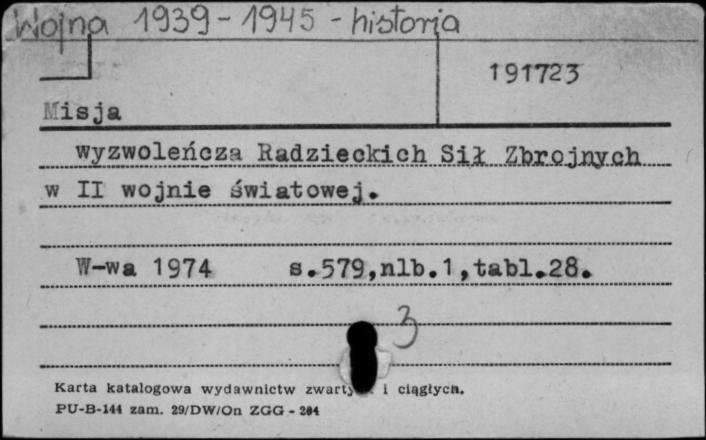 Wojna 1939-1945 - historia
191723
Misja
wyzwoleńcza Radzieckich Sił Zbrojnych
w II wojnie światowej.
W-wa 1974 s.579,nlb.1,tabl.28.
3
Karta katalogowa wydawnictw i ciągłych.
PU-B-144 zam. 29/DW/On ZGG - 204